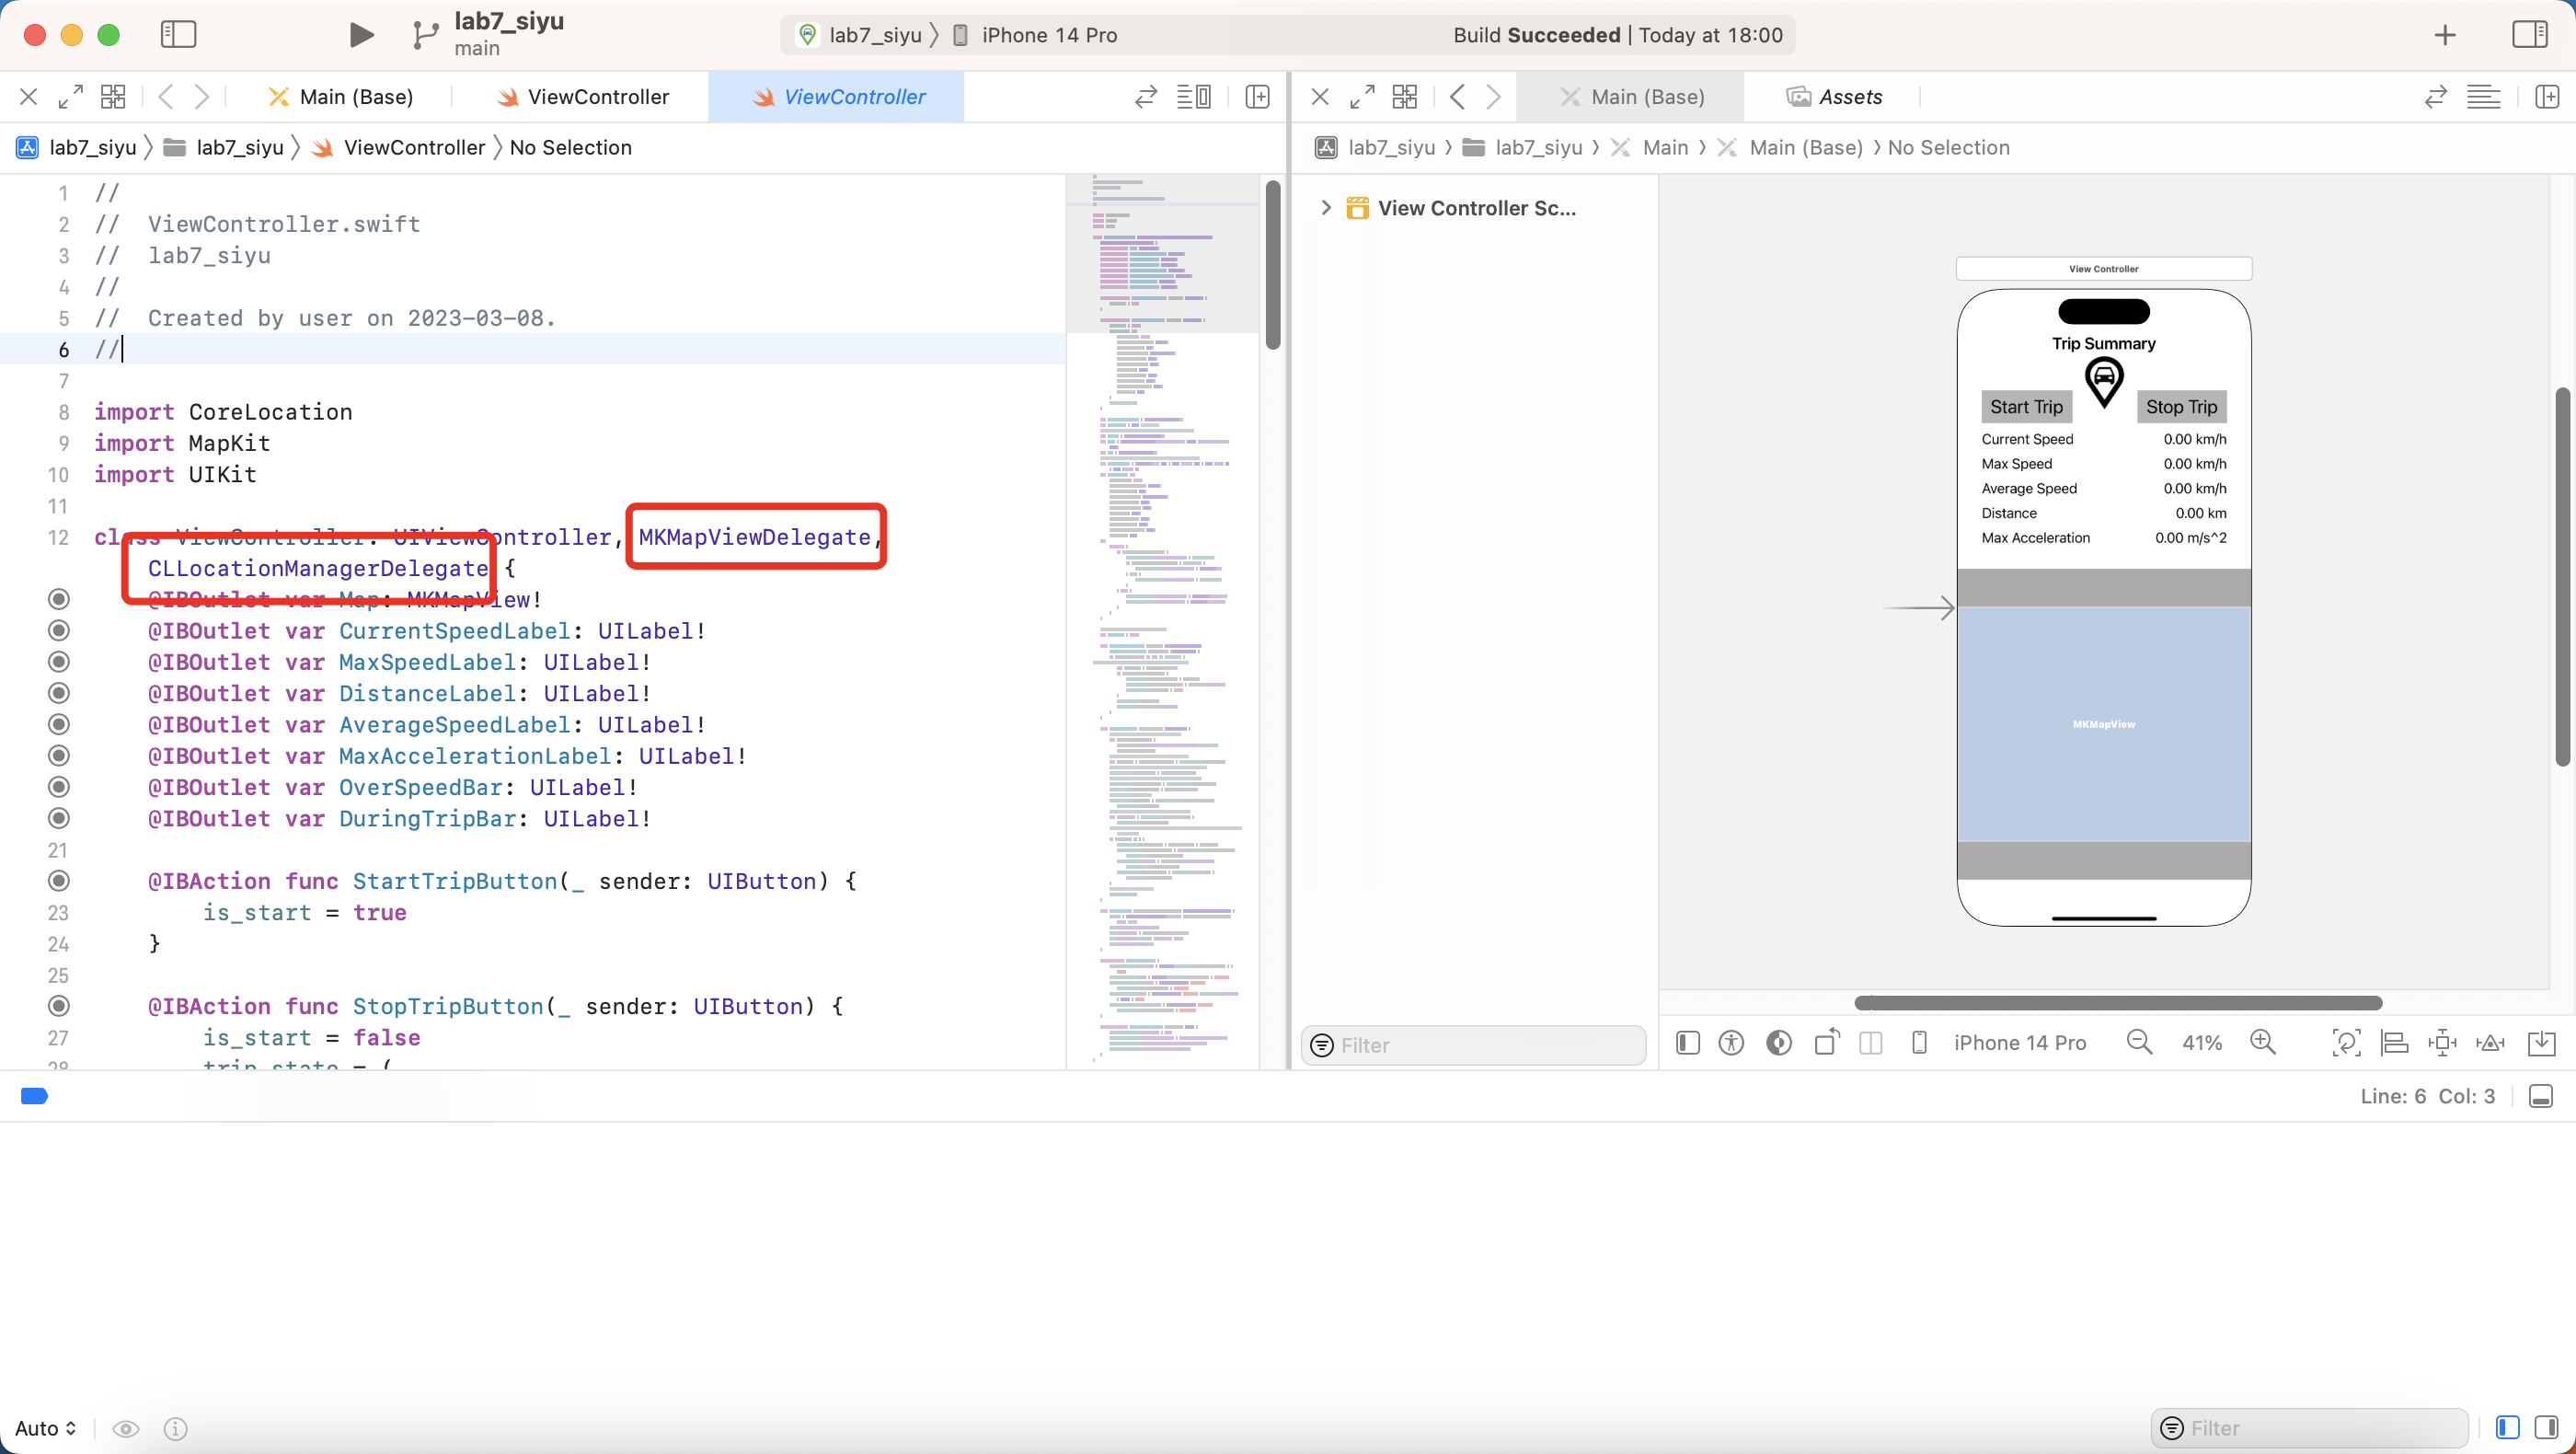 lab7_siyu
main
lab7_siyu
iPhone 14 Pro
Build Succeeded | Today at 18:00
Main (Base)
ViewController
ViewController
Main (Base)
Assets
lab7_siyu
lab7_siyu
ViewController
No Selection
lab7_siyu
lab7_siyu
Main
Main (Base)
No Selection
1 //
2 // ViewController.swift
3 // lab7_siyu
4 //
5 // Created by user on 2023-03-08.
6 //
7
8 import CoreLocation
9 import MapKit
10 import UIKit
11
12 class ViewController: UIViewController, MKMapViewDelegate,
CLLocationManagerDelegate {
@IBOutlet var Map: MKMapView!
@IBOutlet var CurrentSpeedLabel: UILabel!
@IBOutlet var MaxSpeedLabel: UILabel!
@IBOutlet var DistanceLabel: UILabel!
@IBOutlet var AverageSpeedLabel: UILabel!
@IBOutlet var MaxAccelerationLabel: UILabel!
@IBOutlet var OverSpeedBar: UILabel!
@IBOutlet var DuringTripBar: UILabel!
21
@IBAction func StartTripButton(_ sender: UIButton) {
23 is_start = true
24 }
25
@IBAction func StopTripButton(_ sender: UIButton) {
27 is_start = false
28 trip_state = (
View Controller Sc...
View Controller
Trip Summary
Start Trip
Stop Trip
Current Speed 0.00 km/h
Max Speed 0.00 km/h
Average Speed 0.00 km/h
Distance 0.00 km
Max Acceleration 0.00 m/s^2
MKMapView
Filter
iPhone 14 Pro
41%
Line: 6 Col: 3
Auto
Filter